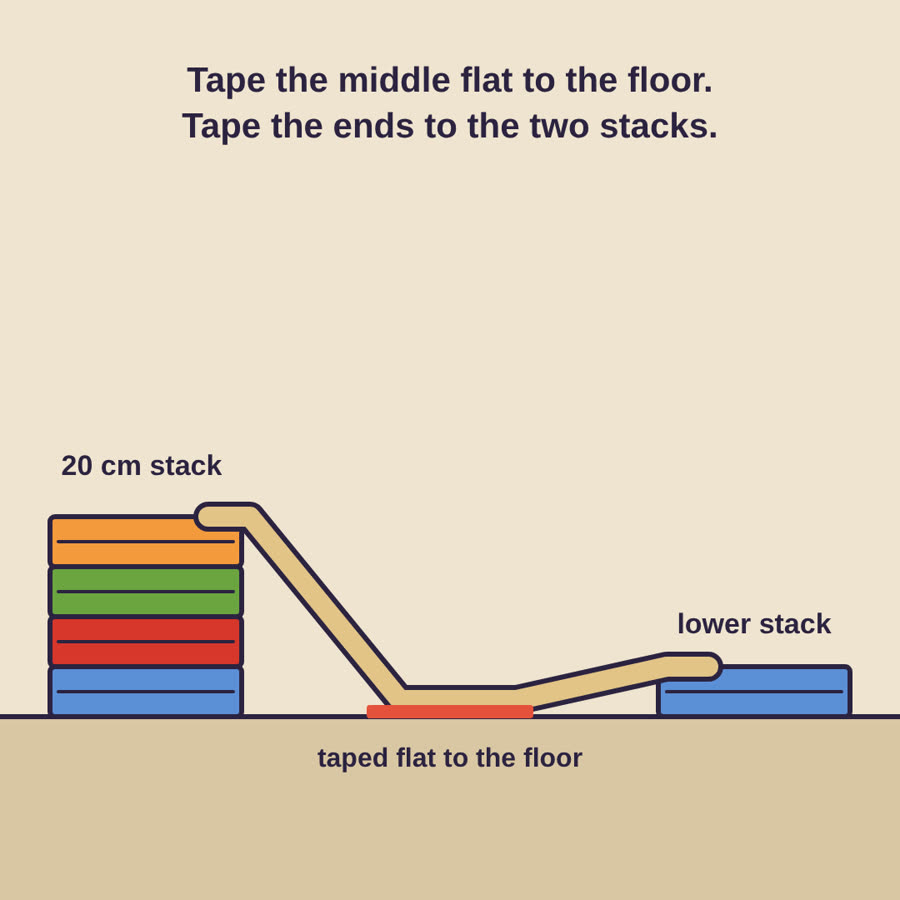 Tape the middle flat to the floor.
Tape the ends to the two stacks.
20 cm stack
lower stack
taped flat to the floor